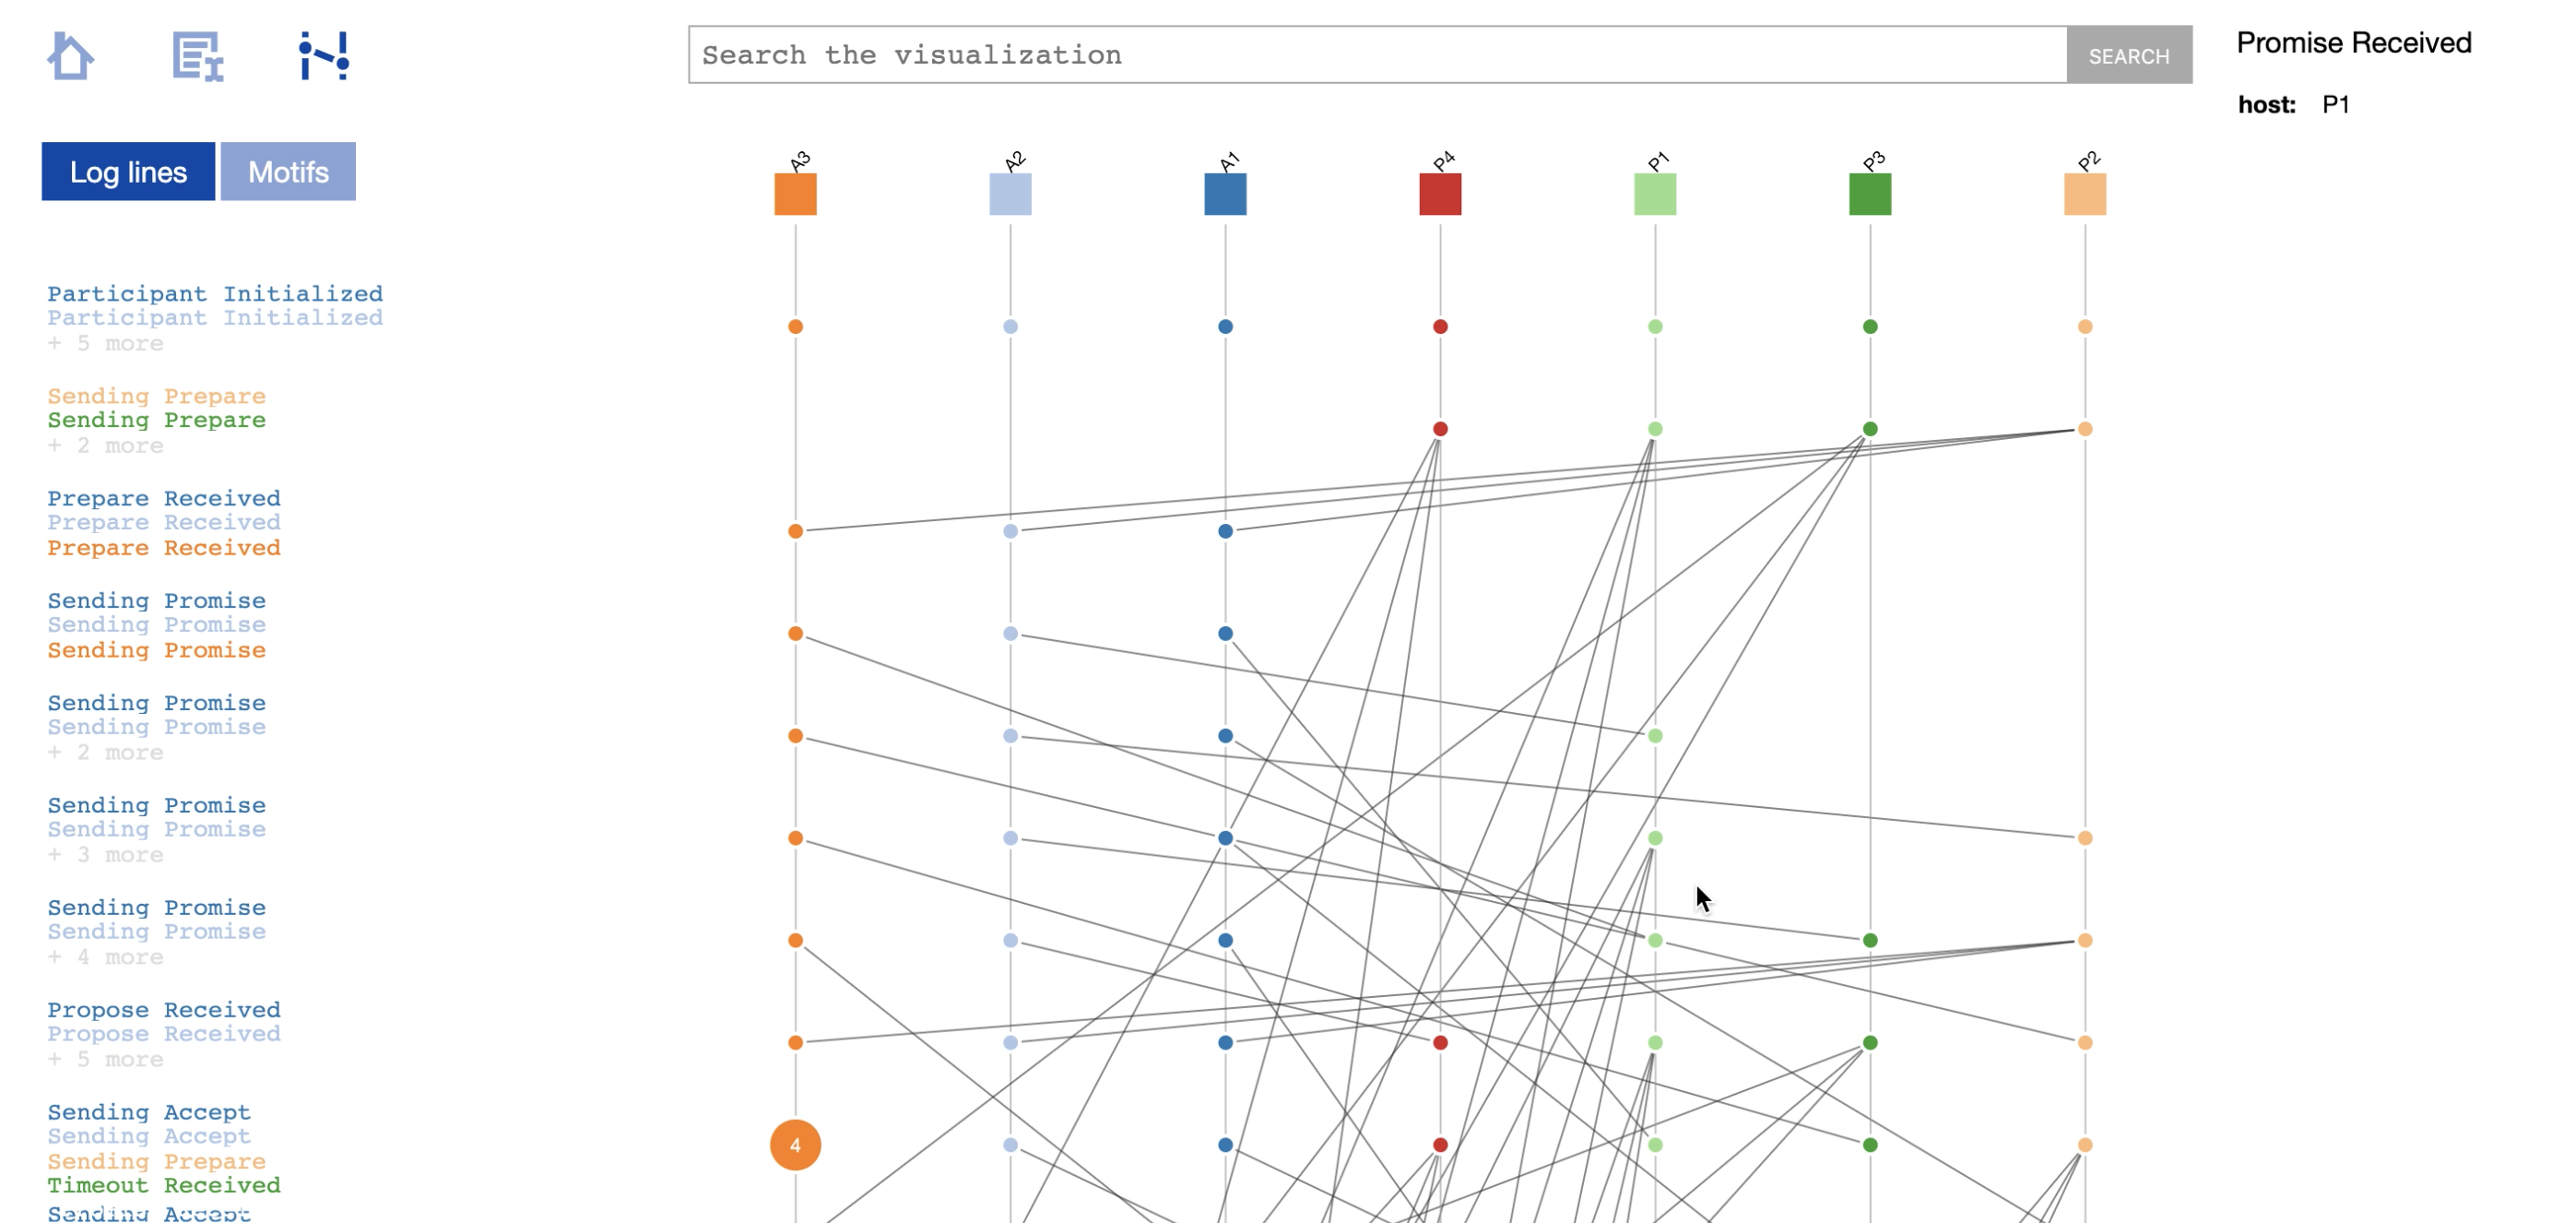 Search the visualization
SEARCH
Promise Received
host: P1
Log lines
Motifs
A3
A2
A1
P4
P1
P3
P2
Participant Initialized
Participant Initialized
+ 5 more
Sending Prepare
Sending Prepare
+ 2 more
Prepare Received
Prepare Received
Prepare Received
Sending Promise
Sending Promise
Sending Promise
Sending Promise
Sending Promise
+ 2 more
Sending Promise
Sending Promise
+ 3 more
Sending Promise
Sending Promise
+ 4 more
Propose Received
Propose Received
+ 5 more
Sending Accept
Sending Accept
Sending Prepare
Timeout Received
Sending Accept
4